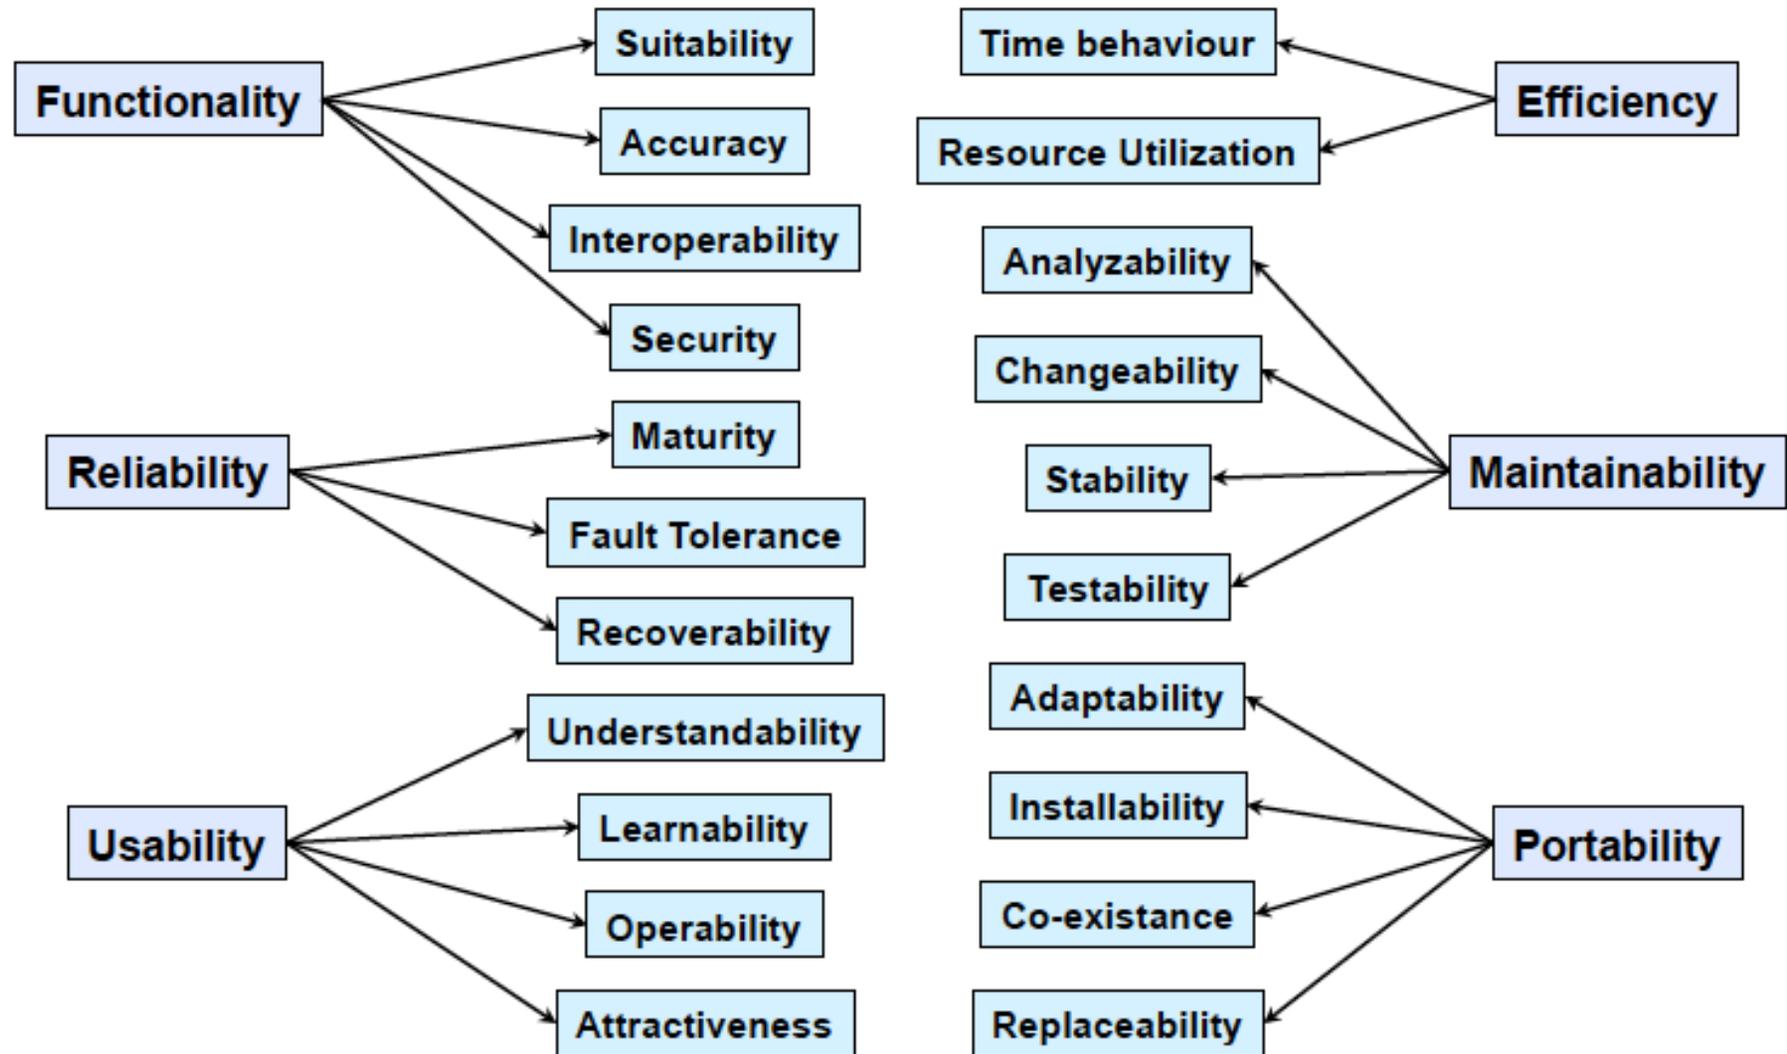 Functionality
Suitability
Accuracy
Interoperability
Security
Reliability
Maturity
Fault Tolerance
Recoverability
Usability
Understandability
Learnability
Operability
Attractiveness
Efficiency
Time behaviour
Resource Utilization
Maintainability
Analyzability
Changeability
Stability
Testability
Portability
Adaptability
Installability
Co-existance
Replaceability